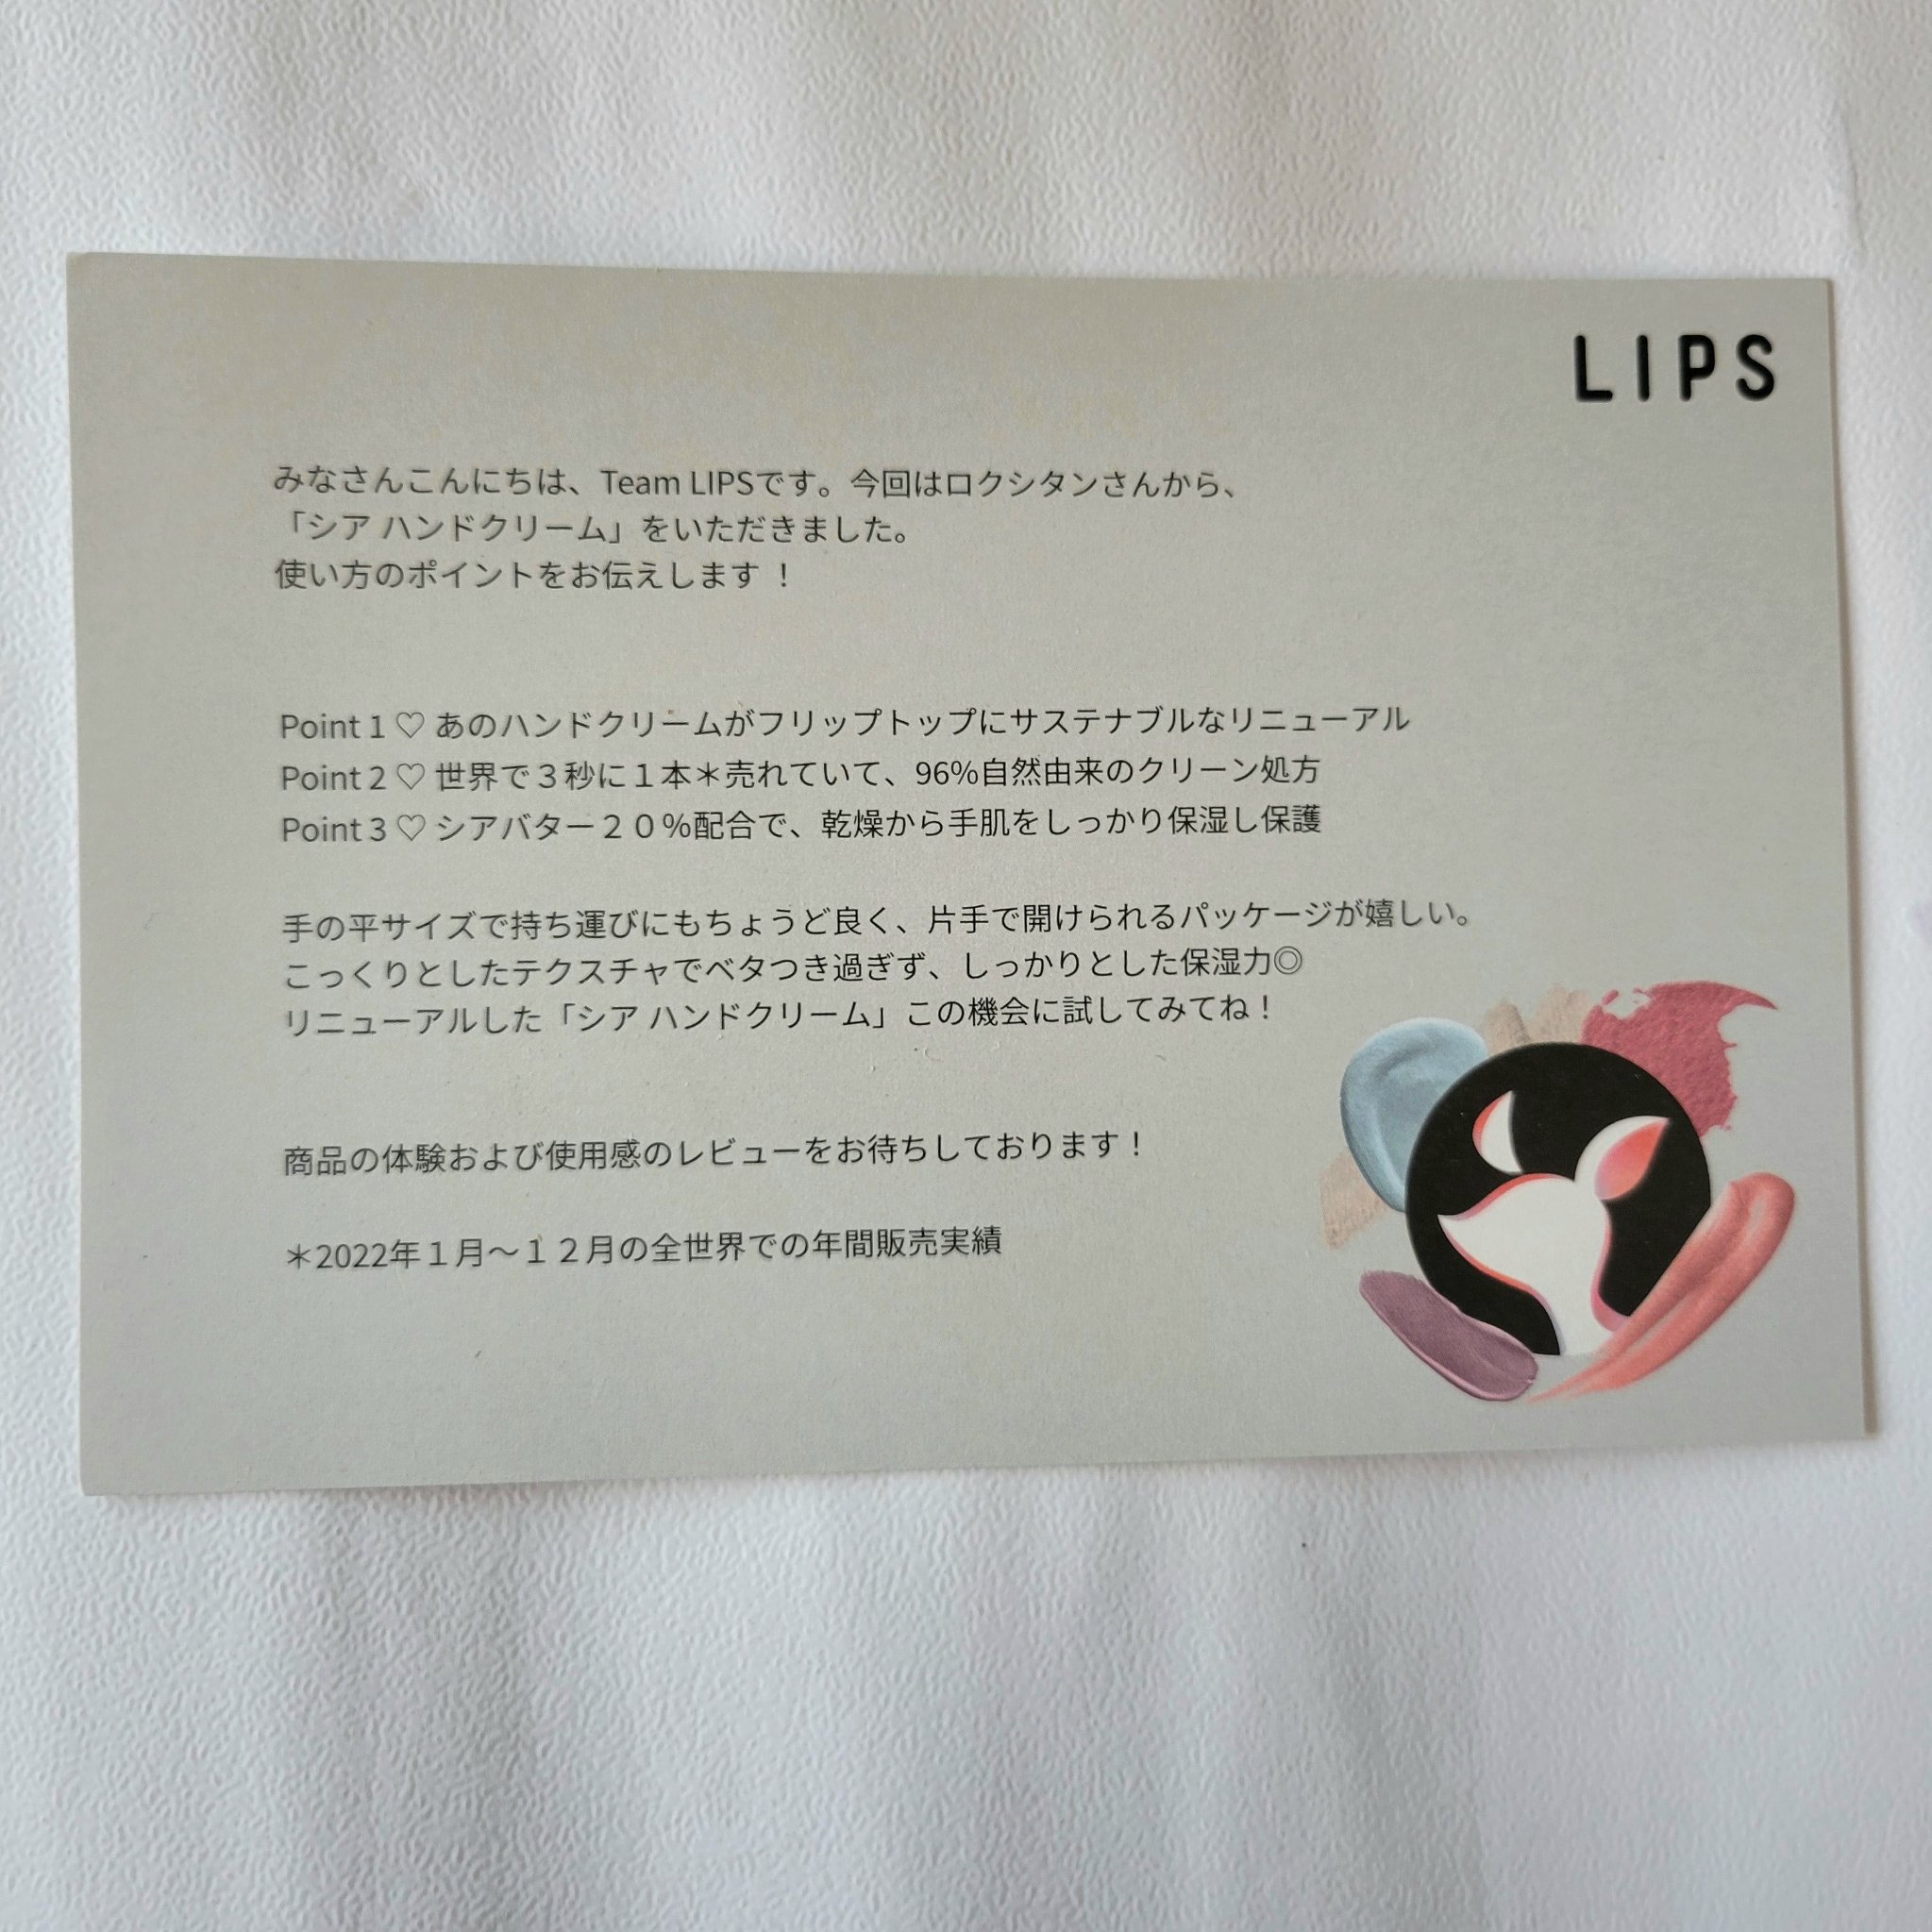 LIPS
みなさんこんにちは、Team LIPSです。今回はロクシタンさんから、
「シア ハンドクリーム」をいただきました。
使い方のポイントをお伝えします ！
Point 1 ♡ あのハンドクリームがフリップトップにサステナブルなリニューアル
Point 2 ♡ 世界で３秒に１本＊売れていて、96%自然由来のクリーン処方
Point 3 ♡ シアバター２０％配合で、乾燥から手肌をしっかり保湿し保護
手の平サイズで持ち運びにもちょうど良く、片手で開けられるパッケージが嬉しい。
こっくりとしたテクスチャでベタつき過ぎず、しっかりとした保湿力◎
リニューアルした「シア ハンドクリーム」この機会に試してみてね！
商品の体験および使用感のレビューをお待ちしております！
＊2022年１月～１２月の全世界での年間販売実績